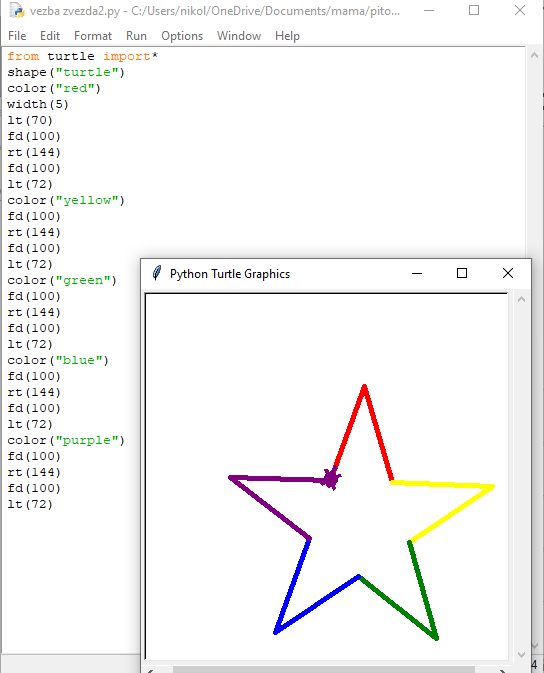 vezba zvezda2.py - C:/Users/nikol/OneDrive/Documents/mama/pito...
File Edit Format Run Options Window Help
from turtle import*
shape("turtle")
color("red")
width(5)
lt(70)
fd(100)
rt(144)
fd(100)
lt(72)
color("yellow")
fd(100)
rt(144)
fd(100)
lt(72)
color("green")
fd(100)
rt(144)
fd(100)
lt(72)
color("blue")
fd(100)
rt(144)
fd(100)
lt(72)
color("purple")
fd(100)
rt(144)
fd(100)
lt(72)
Python Turtle Graphics
4